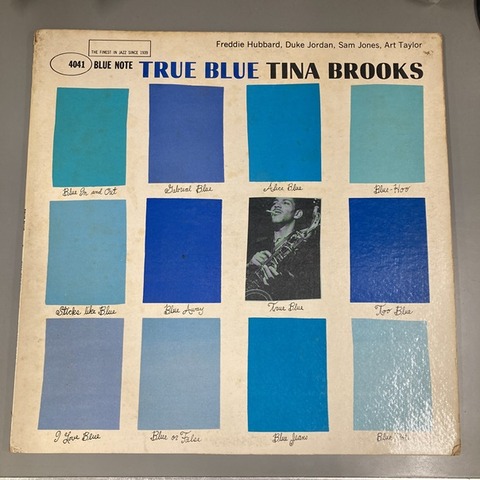 Freddie Hubbard, Duke Jordan, Sam Jones, Art Taylor
THE FINEST IN JAZZ SINCE 1939
4041 BLUE NOTE TRUE BLUE TINA BROOKS
Blue In and Out
Blue-Hoo
Alice Blue
Sticks like Blue
Blue Away
True Blue
Too Blue
I Love Blue
Blue or False
Blue Jeans
Blue